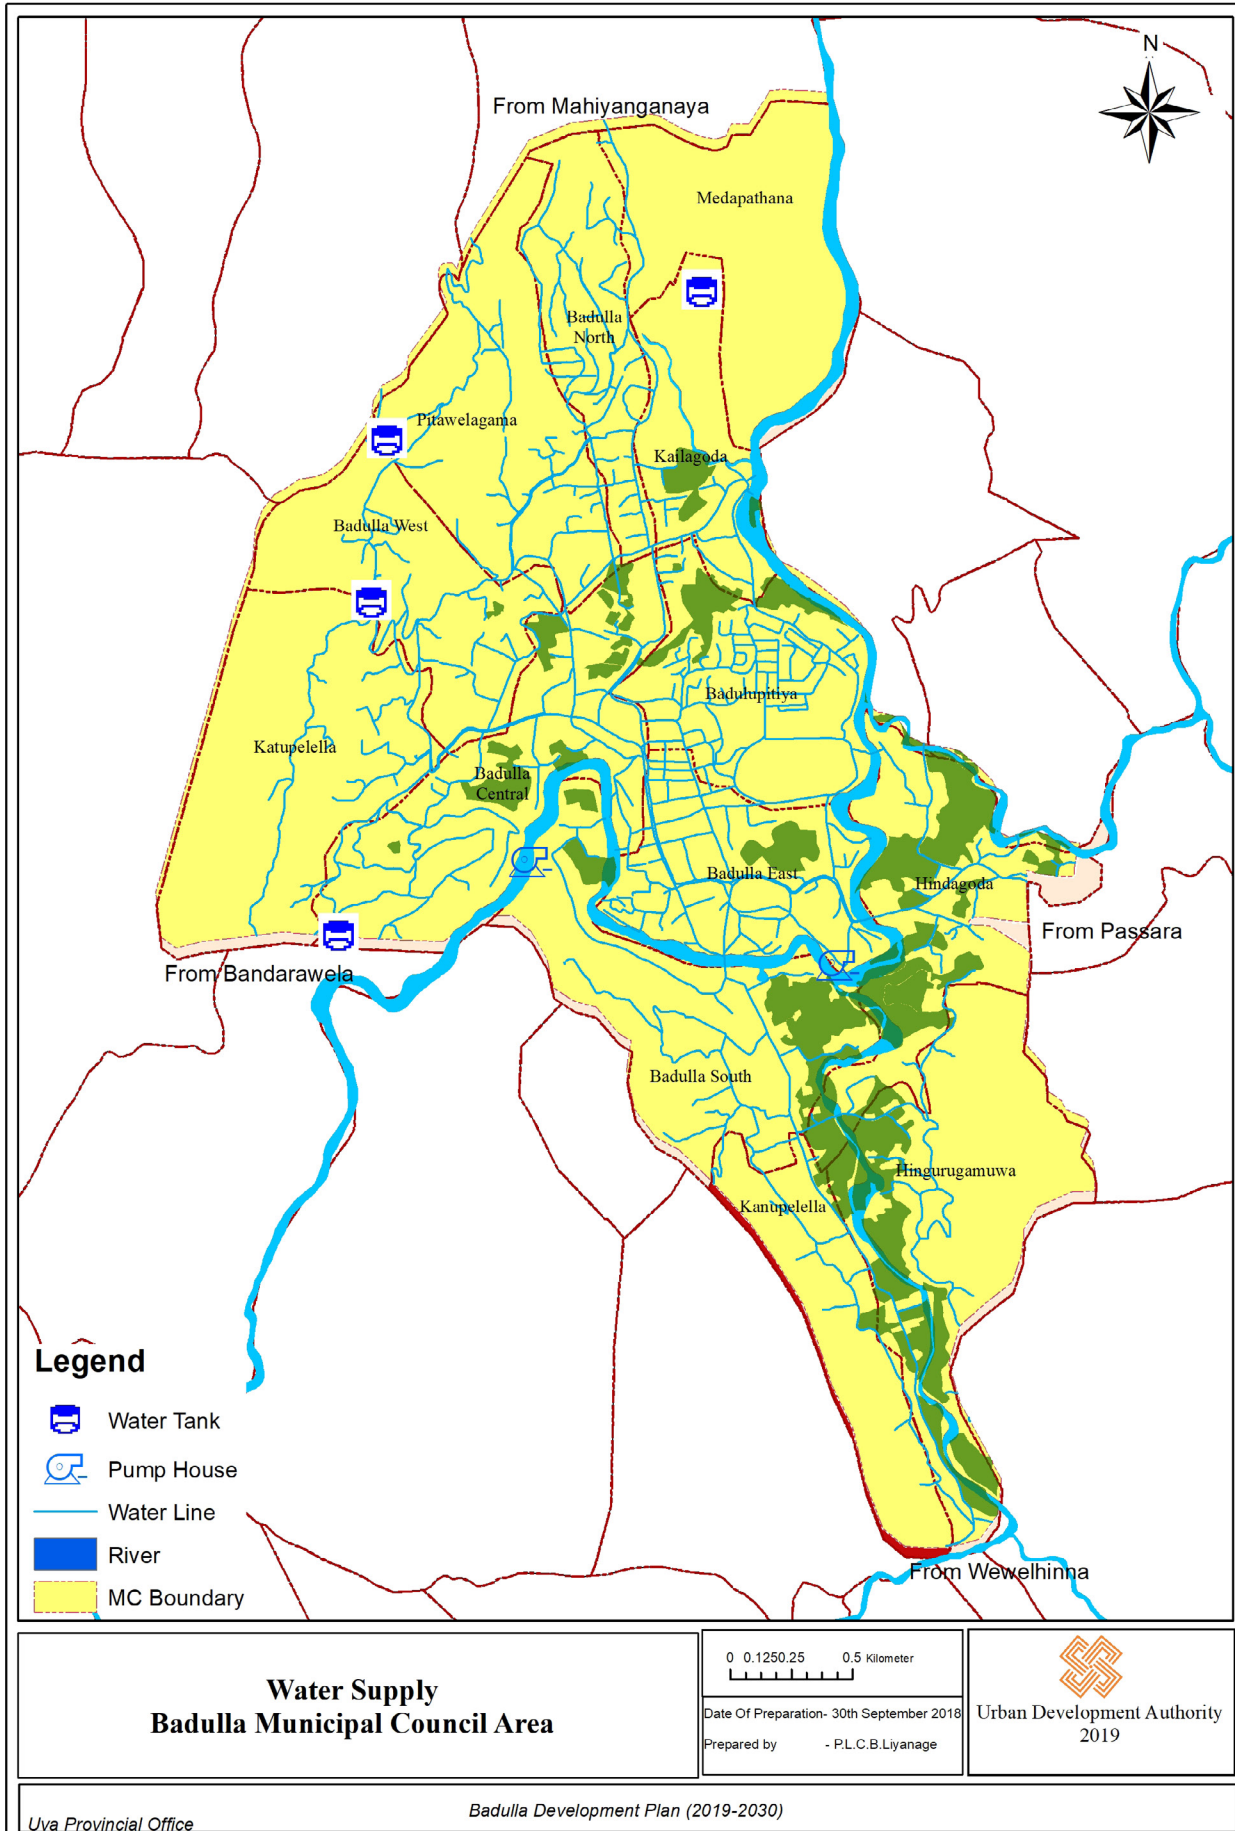 N
From Mahiyanganaya
Medapathana
Badulla
North
Pitawelagama
Kailagoda
Badulla West
Badulupitiya
Katupelella
Badulla
Central
Badulla East
Hindagoda
From Passara
From Bandarawela
Badulla South
Hingurugamuwa
Kanupelella
From Wewelhinna
Legend
Water Tank
Pump House
Water Line
River
MC Boundary
Water Supply
Badulla Municipal Council Area
0 0.1250.25 0.5 Kilometer
Date Of Preparation- 30th September 2018
Prepared by - P.L.C.B.Liyanage
Urban Development Authority
2019
Badulla Development Plan (2019-2030)
Uva Provincial Office